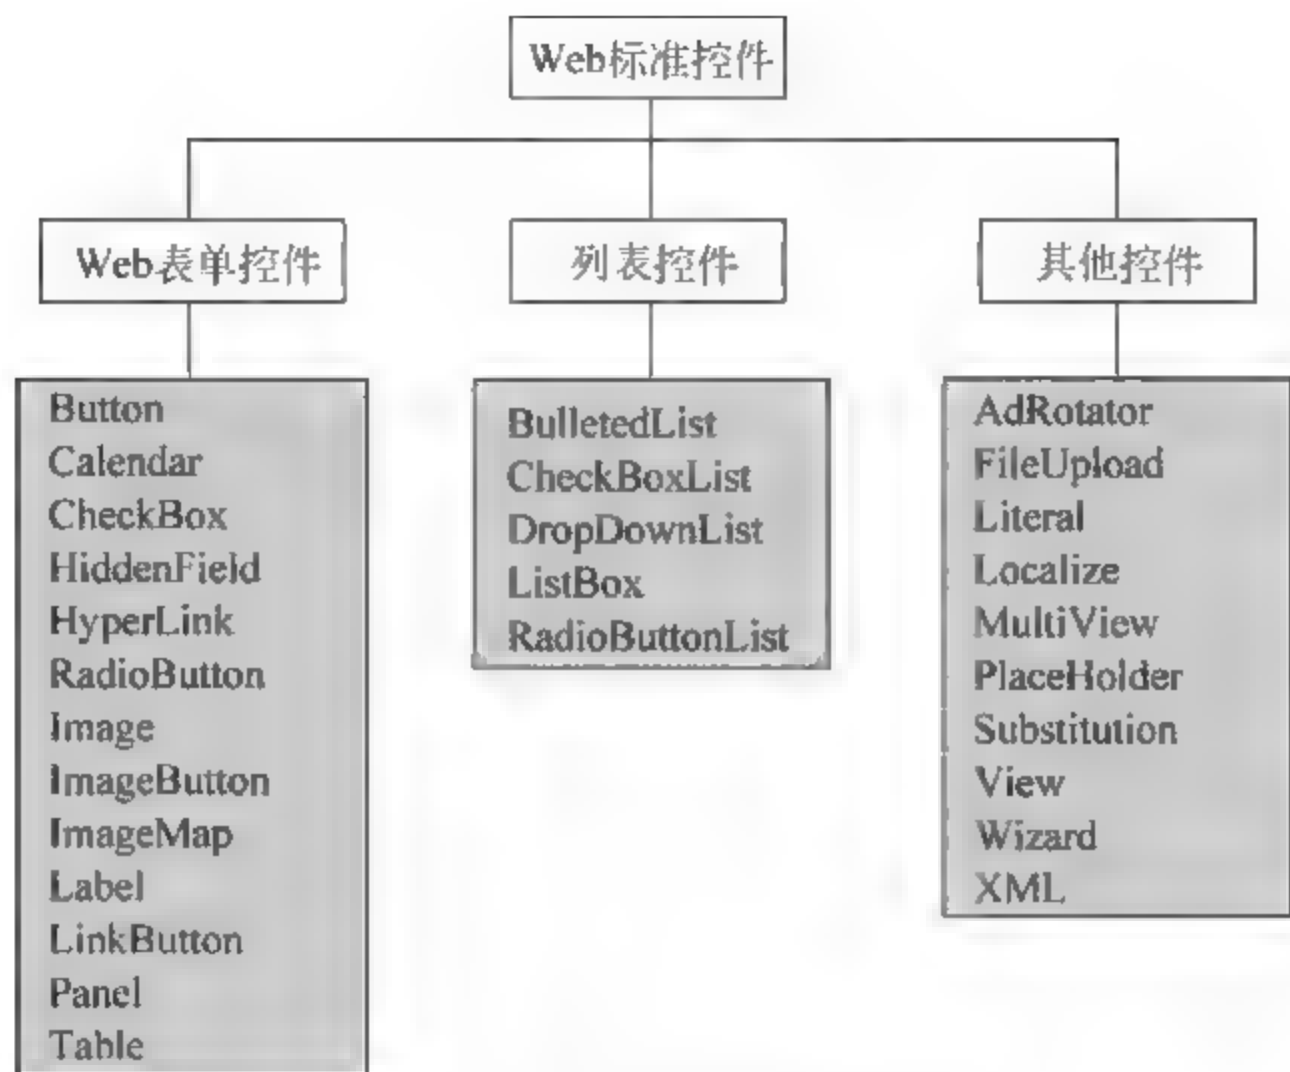 Web标准控件
Web表单控件
列表控件
其他控件
Button
Calendar
CheckBox
HiddenField
HyperLink
RadioButton
Image
ImageButton
ImageMap
Label
LinkButton
Panel
Table
BulletedList
CheckBoxList
DropDownList
ListBox
RadioButtonList
AdRotator
FileUpload
Literal
Localize
MultiView
PlaceHolder
Substitution
View
Wizard
XML